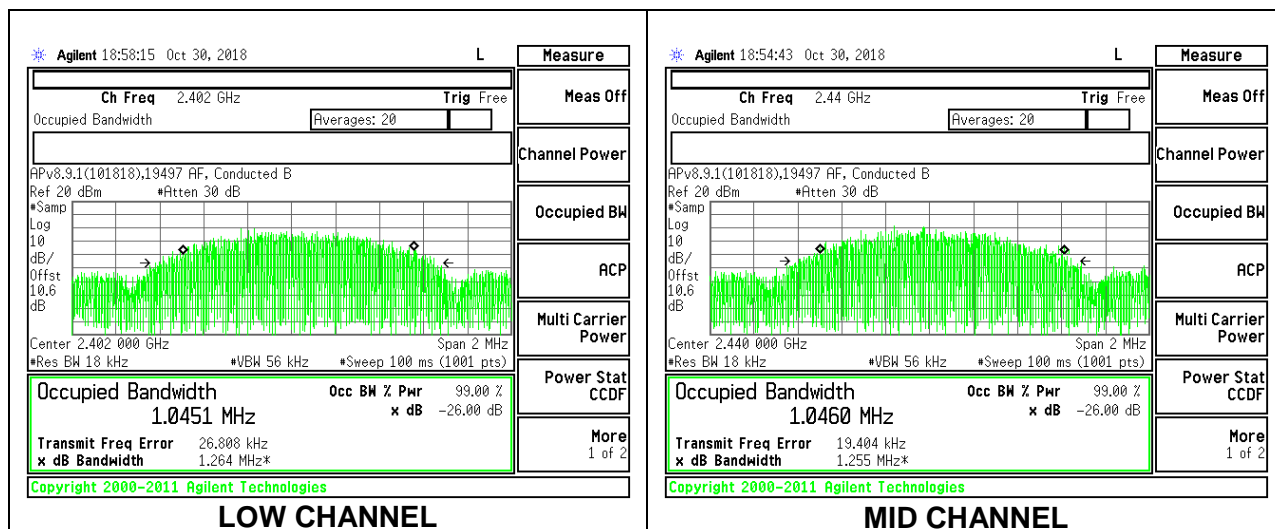 Agilent 18:58:15 Oct 30, 2018 L
Measure
Ch Freq 2.402 GHz Trig Free
Occupied Bandwidth Averages: 20
APv8.9.1(101818),19497 AF, Conducted B
Ref 20 dBm #Atten 30 dB
#Samp
Log
10
dB/
Offst
10.6
dB
Center 2.402 000 GHz Span 2 MHz
#Res BW 18 kHz #VBW 56 kHz #Sweep 100 ms (1001 pts)
Occupied Bandwidth Occ BW % Pwr 99.00 %
1.0451 MHz x dB -26.00 dB
Transmit Freq Error 26.808 kHz
x dB Bandwidth 1.264 MHz*
Meas Off
Channel Power
Occupied BW
ACP
Multi Carrier
Power
Power Stat
CCDF
More
1 of 2
Copyright 2000-2011 Agilent Technologies
LOW CHANNEL
Agilent 18:54:43 Oct 30, 2018 L
Measure
Ch Freq 2.44 GHz Trig Free
Occupied Bandwidth Averages: 20
APv8.9.1(101818),19497 AF, Conducted B
Ref 20 dBm #Atten 30 dB
#Samp
Log
10
dB/
Offst
10.6
dB
Center 2.440 000 GHz Span 2 MHz
#Res BW 18 kHz #VBW 56 kHz #Sweep 100 ms (1001 pts)
Occupied Bandwidth Occ BW % Pwr 99.00 %
1.0460 MHz x dB -26.00 dB
Transmit Freq Error 19.404 kHz
x dB Bandwidth 1.255 MHz*
Meas Off
Channel Power
Occupied BW
ACP
Multi Carrier
Power
Power Stat
CCDF
More
1 of 2
Copyright 2000-2011 Agilent Technologies
MID CHANNEL